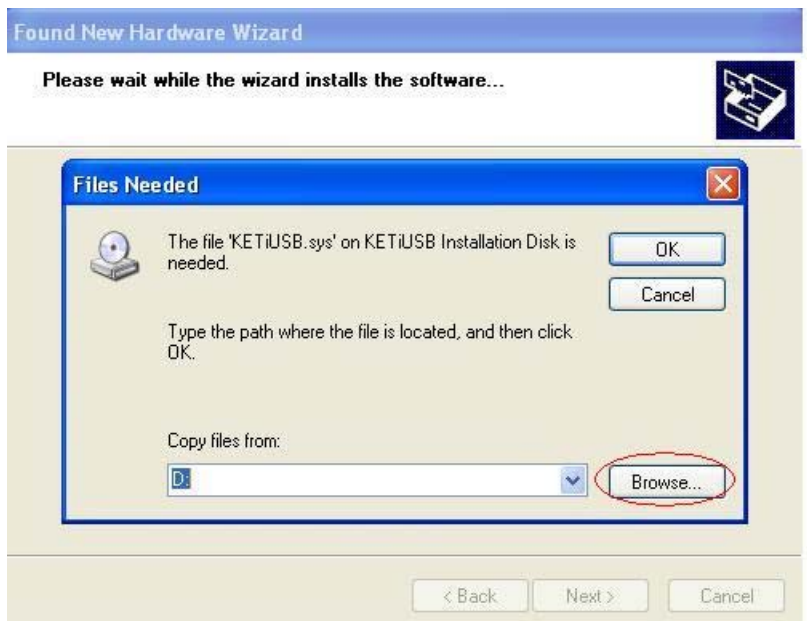 Found New Hardware Wizard
Please wait while the wizard installs the software...
Files Needed
The file 'KETiUSB.sys' on KETiUSB Installation Disk is
needed.
OK
Cancel
Type the path where the file is located, and then click
OK.
Copy files from:
D:
Browse...
< Back
Next >
Cancel